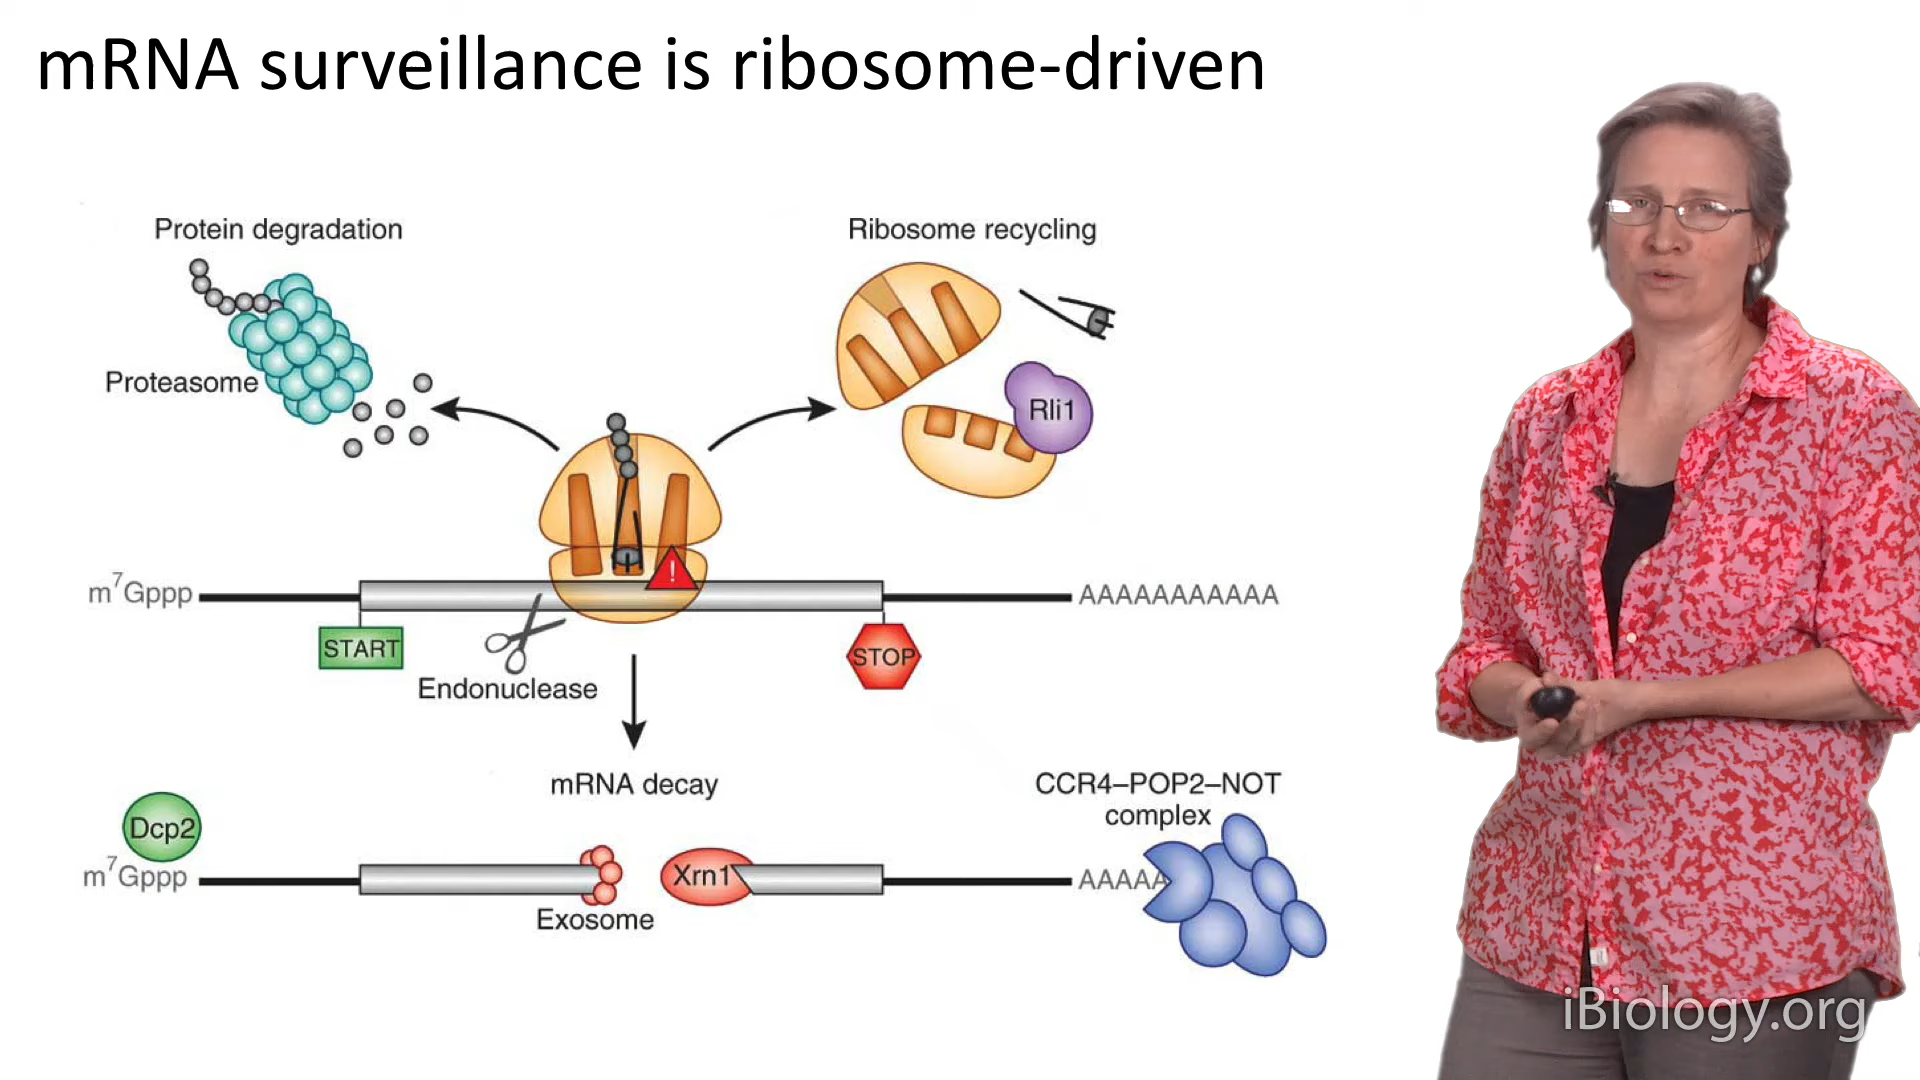 mRNA surveillance is ribosome-driven
Protein degradation
Ribosome recycling
Proteasome
Rli1
!
m⁷Gppp
AAAAAAAAAAA
START
STOP
Endonuclease
mRNA decay
CCR4–POP2–NOT
complex
Dcp2
m⁷Gppp
Xrn1
AAAAA
Exosome
iBiology.org